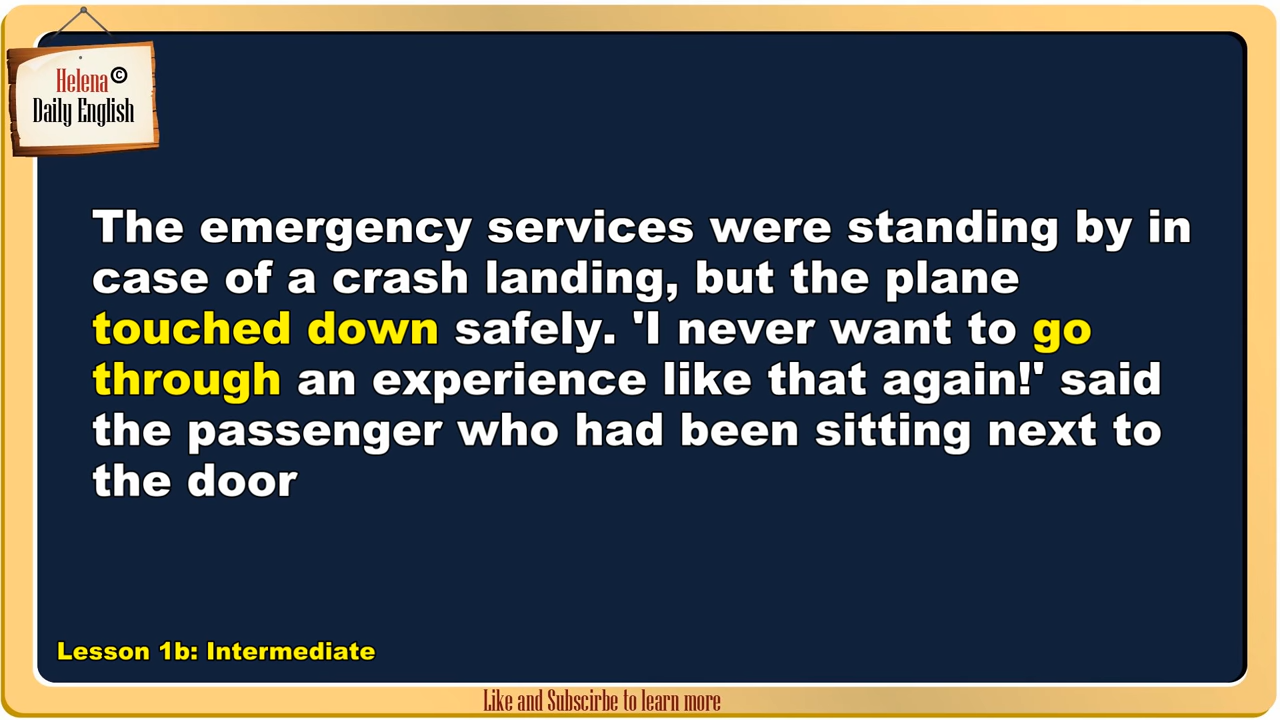 Helena ©
Daily English
The emergency services were standing by in
case of a crash landing, but the plane
touched down safely. 'I never want to go
through an experience like that again!' said
the passenger who had been sitting next to
the door
Lesson 1b: Intermediate
Like and Subscirbe to learn more